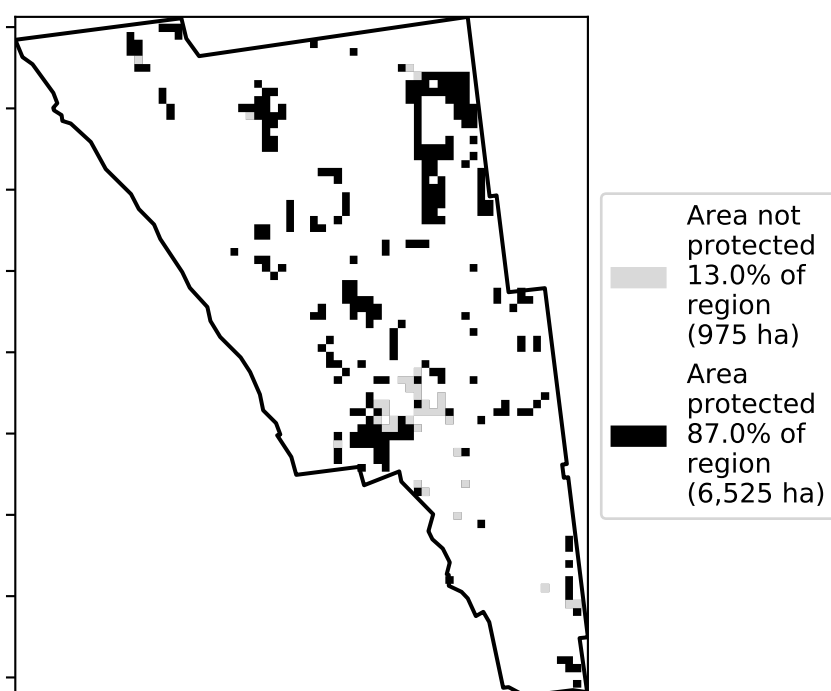 Area not
protected
13.0% of
region
(975 ha)
Area
protected
87.0% of
region
(6,525 ha)